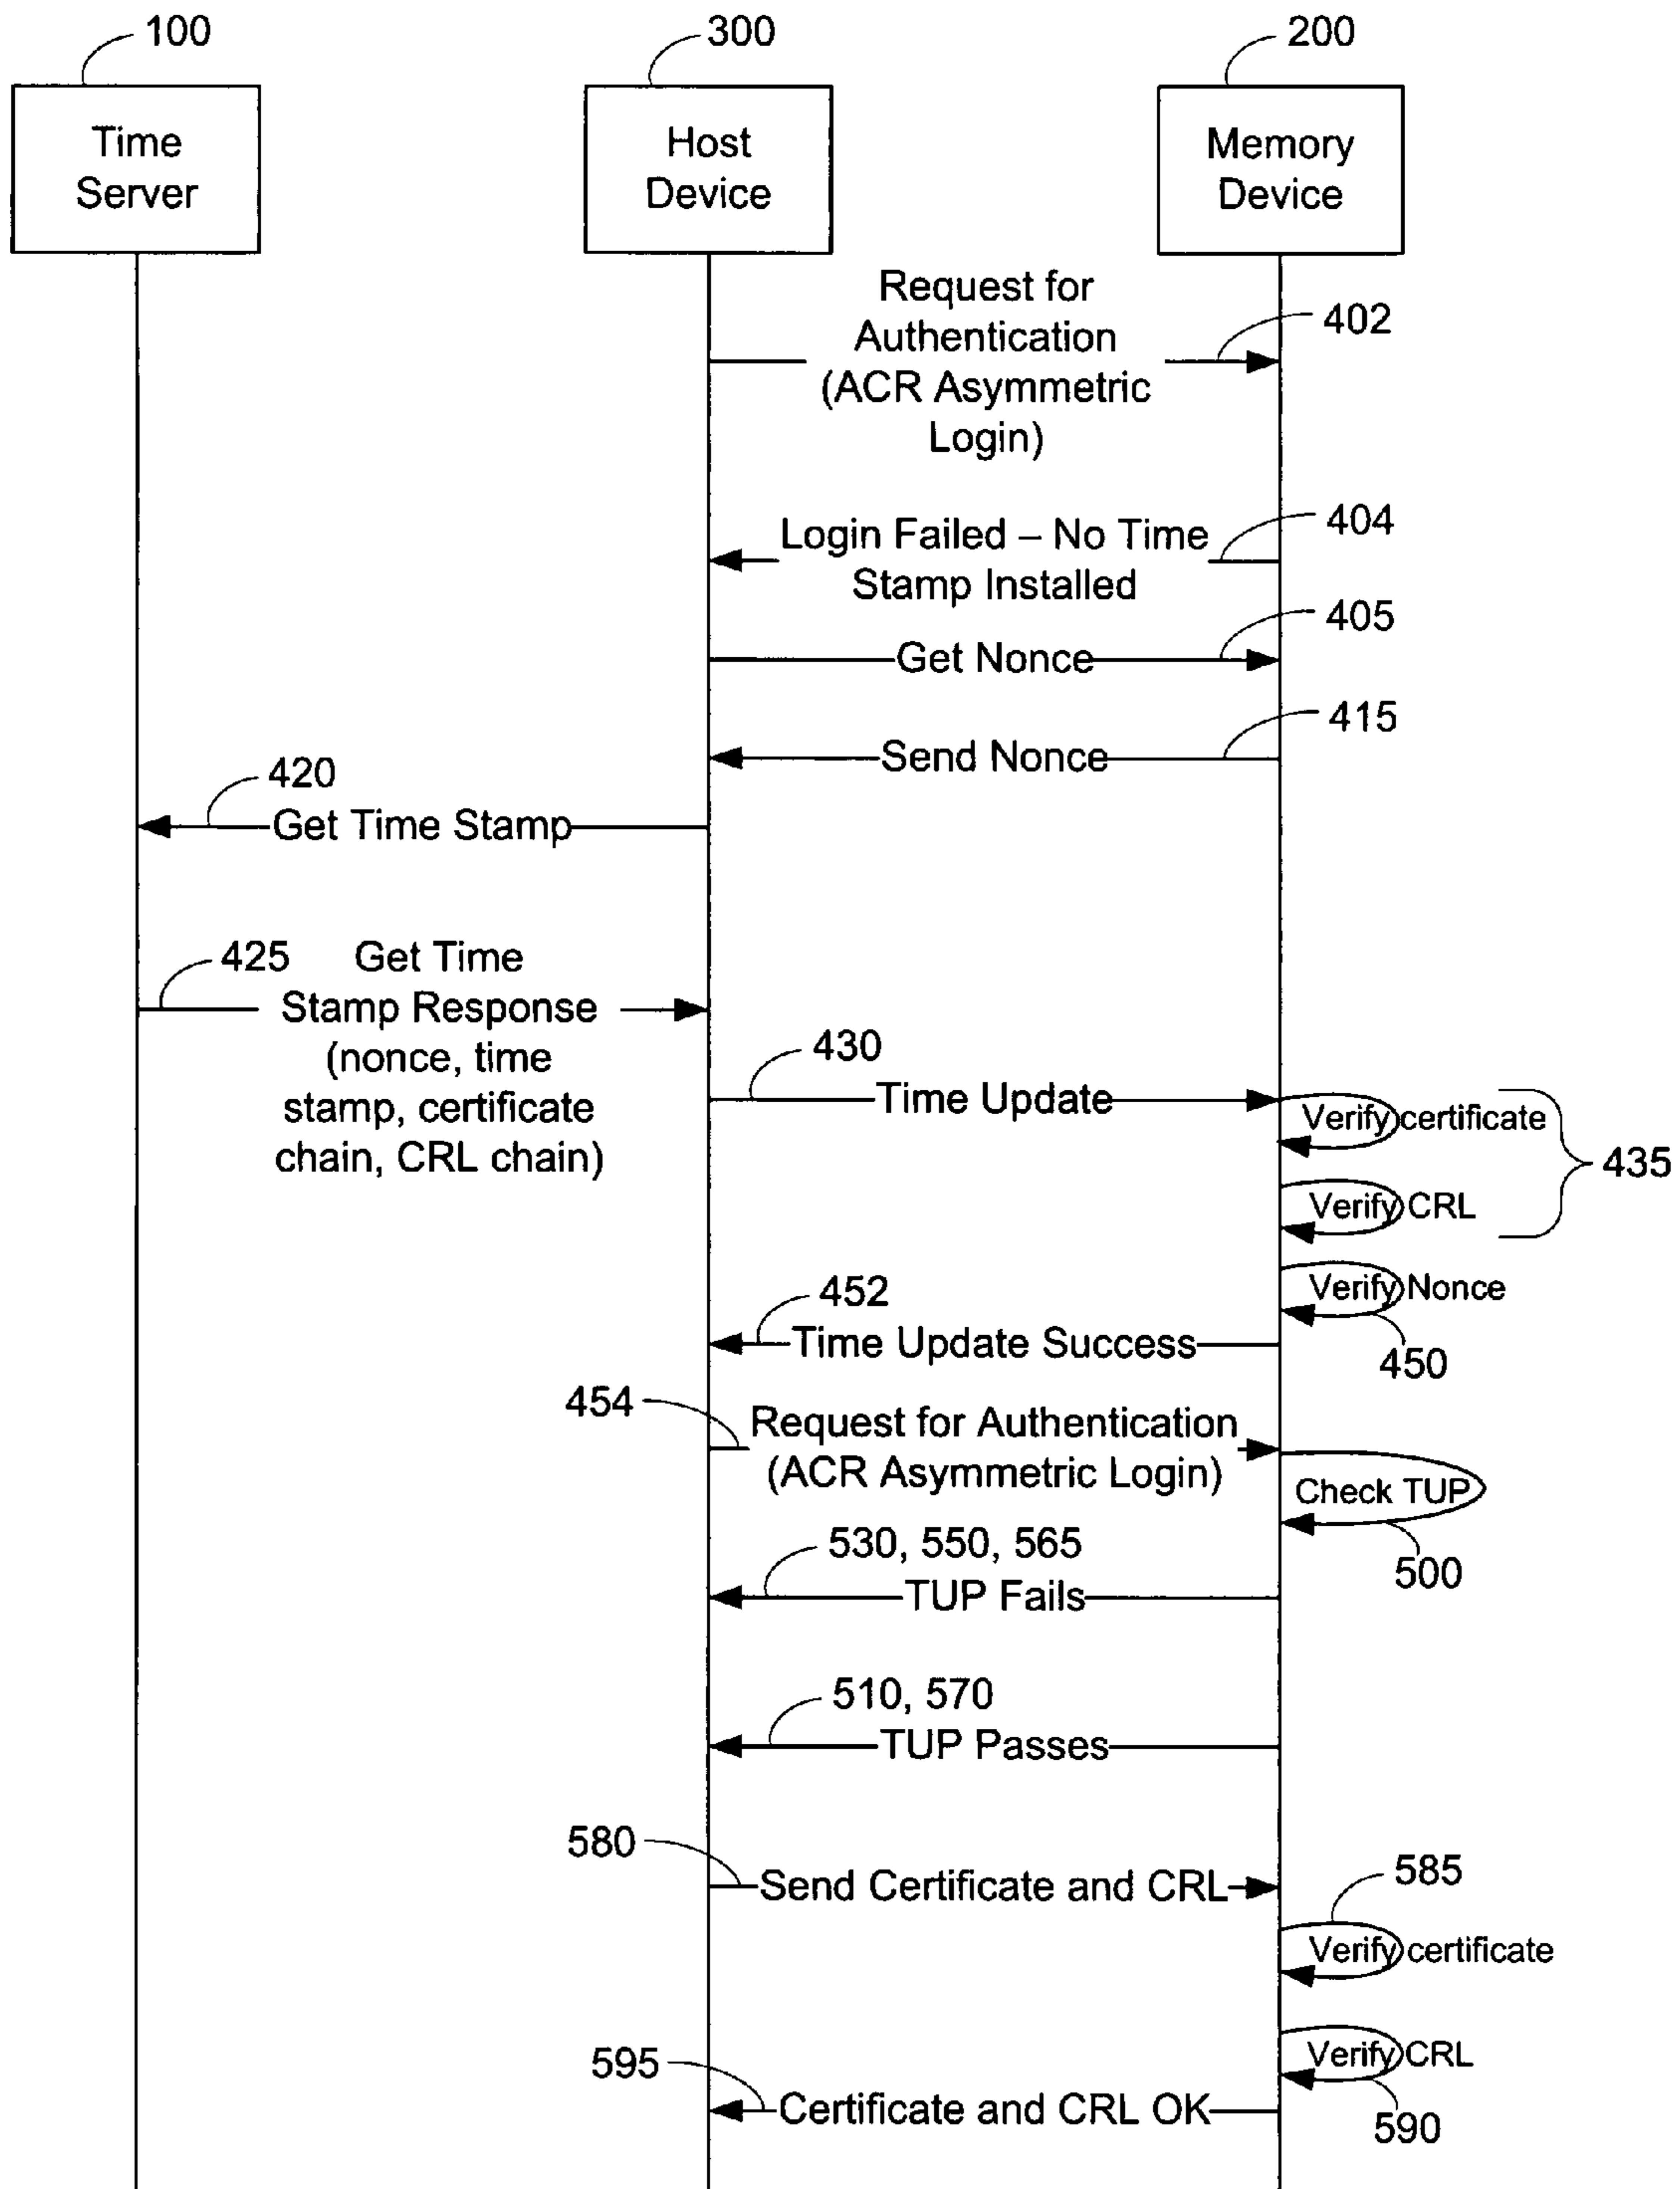 100
300
200
Time
Server
Host
Device
Memory
Device
Request for
Authentication
(ACR Asymmetric
Login)
402
Login Failed – No Time
Stamp Installed
404
405
Get Nonce
415
Send Nonce
420
Get Time Stamp
425
Get Time
Stamp Response
(nonce, time
stamp, certificate
chain, CRL chain)
430
Time Update
Verify certificate
435
Verify CRL
Verify Nonce
450
452
Time Update Success
454
Request for Authentication
(ACR Asymmetric Login)
Check TUP
500
530, 550, 565
TUP Fails
510, 570
TUP Passes
580
Send Certificate and CRL
585
Verify certificate
Verify CRL
590
595
Certificate and CRL OK